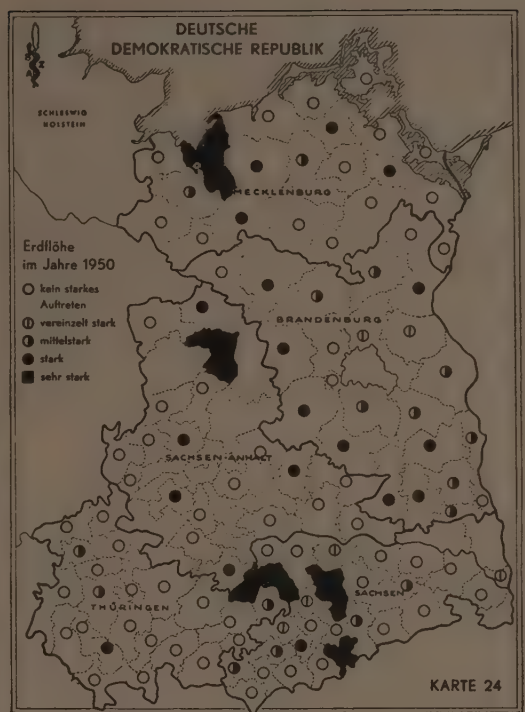 DEUTSCHE
DEMOKRATISCHE REPUBLIK
SCHLESWIG
HOLSTEIN
MECKLENBURG
Erdflöhe
im Jahre 1950
kein starkes
Auftreten
vereinzelt stark
mittelstark
stark
sehr stark
BRANDENBURG
SACHSEN-ANHALT
THÜRINGEN
SACHSEN
KARTE 24